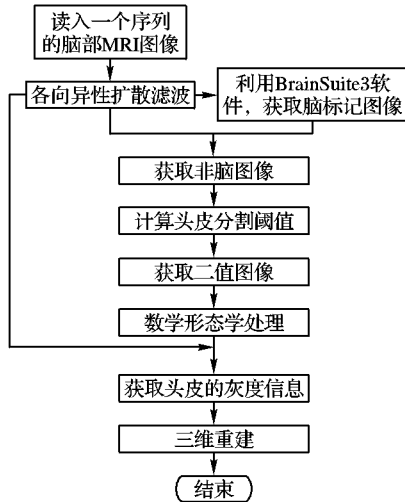 读入一个序列
的脑部MRI图像
各向异性扩散滤波
利用BrainSuite3软
件，获取脑标记图像
获取非脑图像
计算头皮分割阈值
获取二值图像
数学形态学处理
获取头皮的灰度信息
三维重建
结束